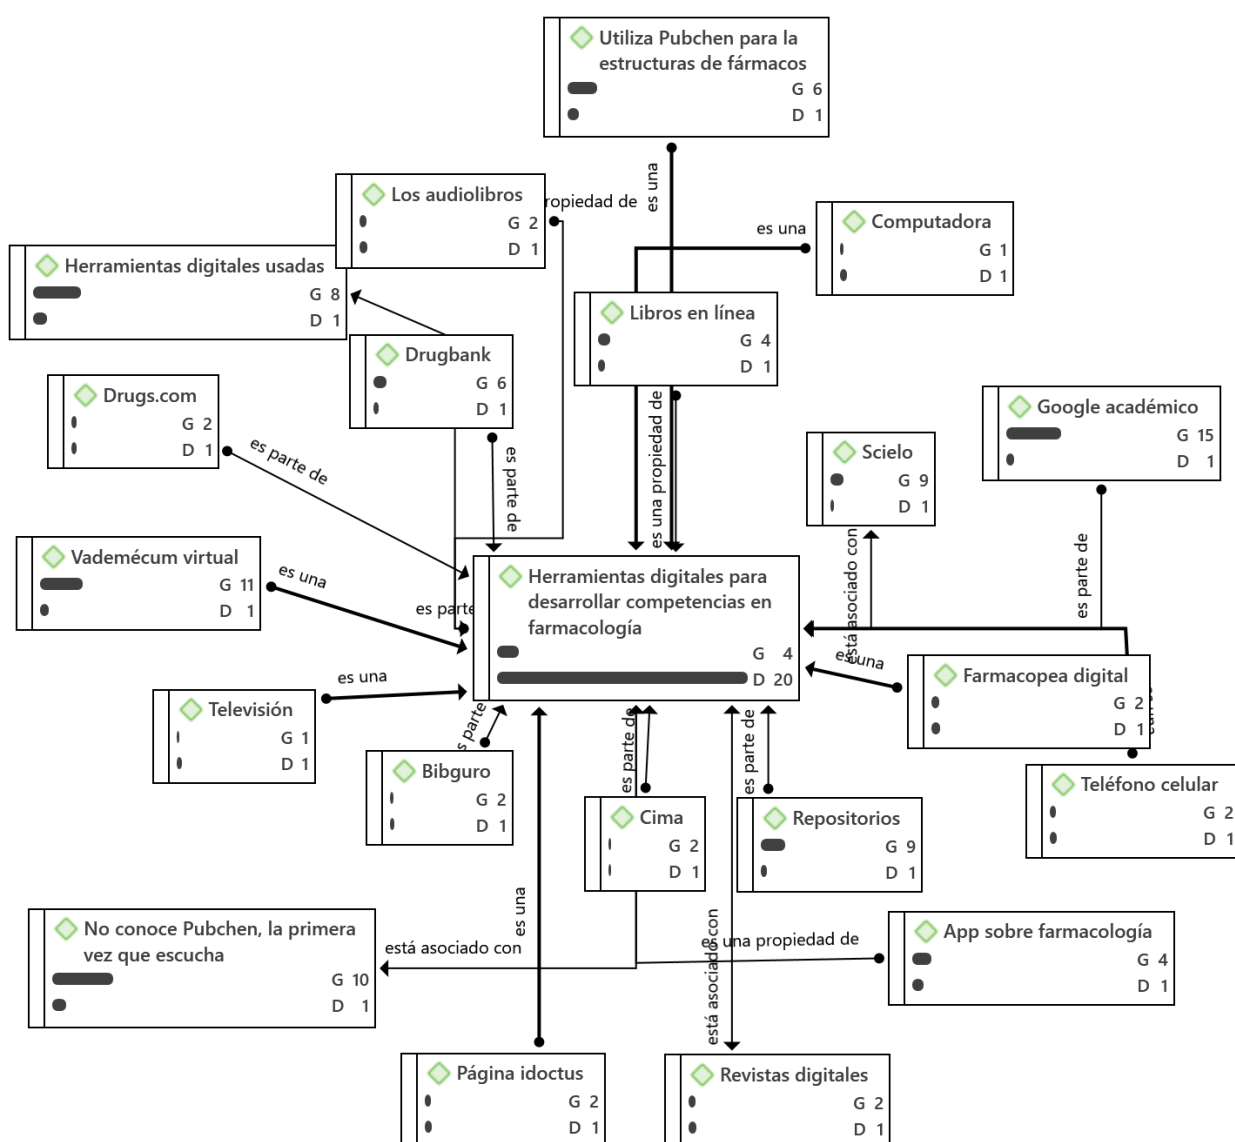 Utiliza Pubchen para la
estructuras de fármacos
G 6
D 1
es una
Los audiolibros
G 2
D 1
propiedad de
Computadora
G 1
D 1
es una
Herramientas digitales usadas
G 8
D 1
Libros en línea
G 4
D 1
es una propiedad de
Drugbank
G 6
D 1
es parte de
Drugs.com
G 2
D 1
es parte de
Google académico
G 15
D 1
es parte de
Scielo
G 9
D 1
está asociado con
Vademécum virtual
G 11
D 1
es una
es parte
Herramientas digitales para
desarrollar competencias en
farmacología
G 4
D 20
es una
Farmacopea digital
G 2
D 1
Televisión
G 1
D 1
es una
Bibguro
G 2
D 1
es parte
Cima
G 2
D 1
es parte de
Repositorios
G 9
D 1
es parte de
Teléfono celular
G 2
D 1
No conoce Pubchen, la primera
vez que escucha
G 10
D 1
está asociado con
es una
App sobre farmacología
G 4
D 1
es una propiedad de
está asociado con
Página idoctus
G 2
D 1
Revistas digitales
G 2
D 1